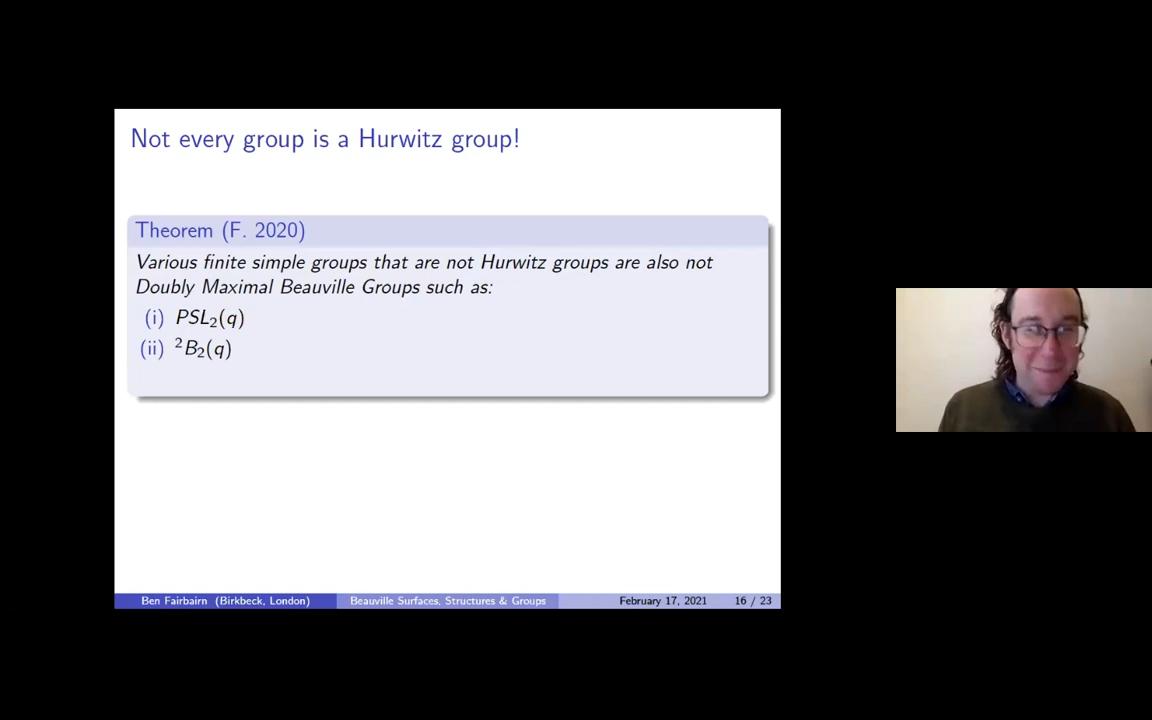 Not every group is a Hurwitz group!
Theorem (F. 2020)
Various finite simple groups that are not Hurwitz groups are also not
Doubly Maximal Beauville Groups such as:
(i) PSL₂(q)
(ii) ²B₂(q)
Ben Fairbairn (Birkbeck, London) Beauville Surfaces, Structures & Groups February 17, 2021 16 / 23